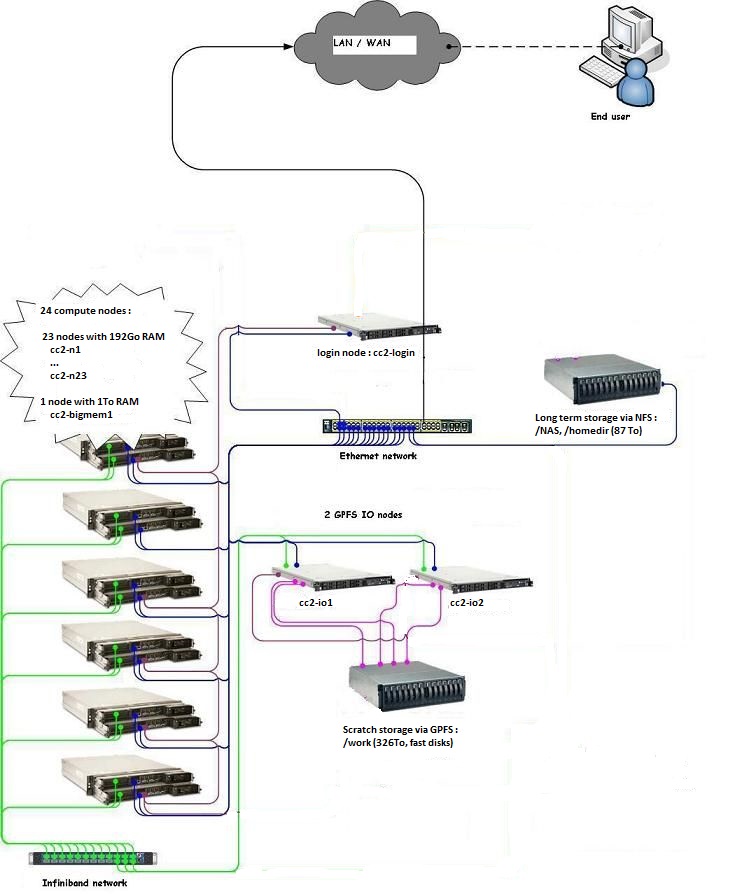 LAN / WAN
End user
24 compute nodes :
23 nodes with 192Go RAM
cc2-n1
...
cc2-n23
1 node with 1To RAM
cc2-bigmem1
login node : cc2-login
Long term storage via NFS :
/NAS, /homedir (87 To)
Ethernet network
2 GPFS IO nodes
cc2-io1
cc2-io2
Scratch storage via GPFS :
/work (326To, fast disks)
Infiniband network